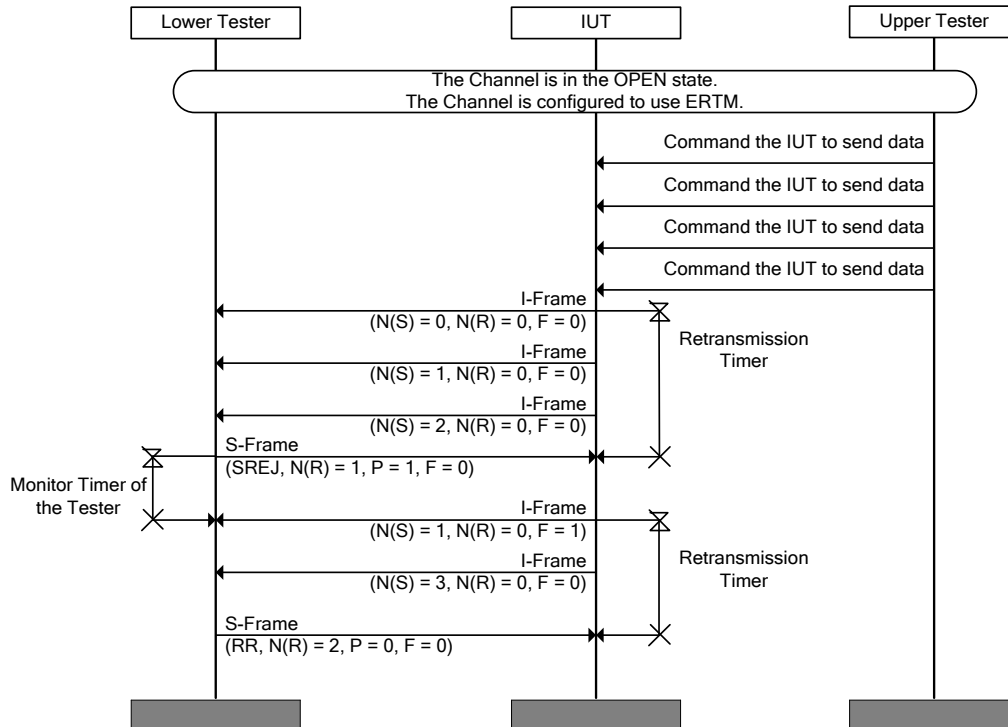 Lower Tester
IUT
Upper Tester
The Channel is in the OPEN state.
The Channel is configured to use ERTM.
Command the IUT to send data
Command the IUT to send data
Command the IUT to send data
Command the IUT to send data
I-Frame
(N(S) = 0, N(R) = 0, F = 0)
Retransmission
Timer
I-Frame
(N(S) = 1, N(R) = 0, F = 0)
I-Frame
(N(S) = 2, N(R) = 0, F = 0)
S-Frame
(SREJ, N(R) = 1, P = 1, F = 0)
Monitor Timer of
the Tester
I-Frame
(N(S) = 1, N(R) = 0, F = 1)
Retransmission
Timer
I-Frame
(N(S) = 3, N(R) = 0, F = 0)
S-Frame
(RR, N(R) = 2, P = 0, F = 0)